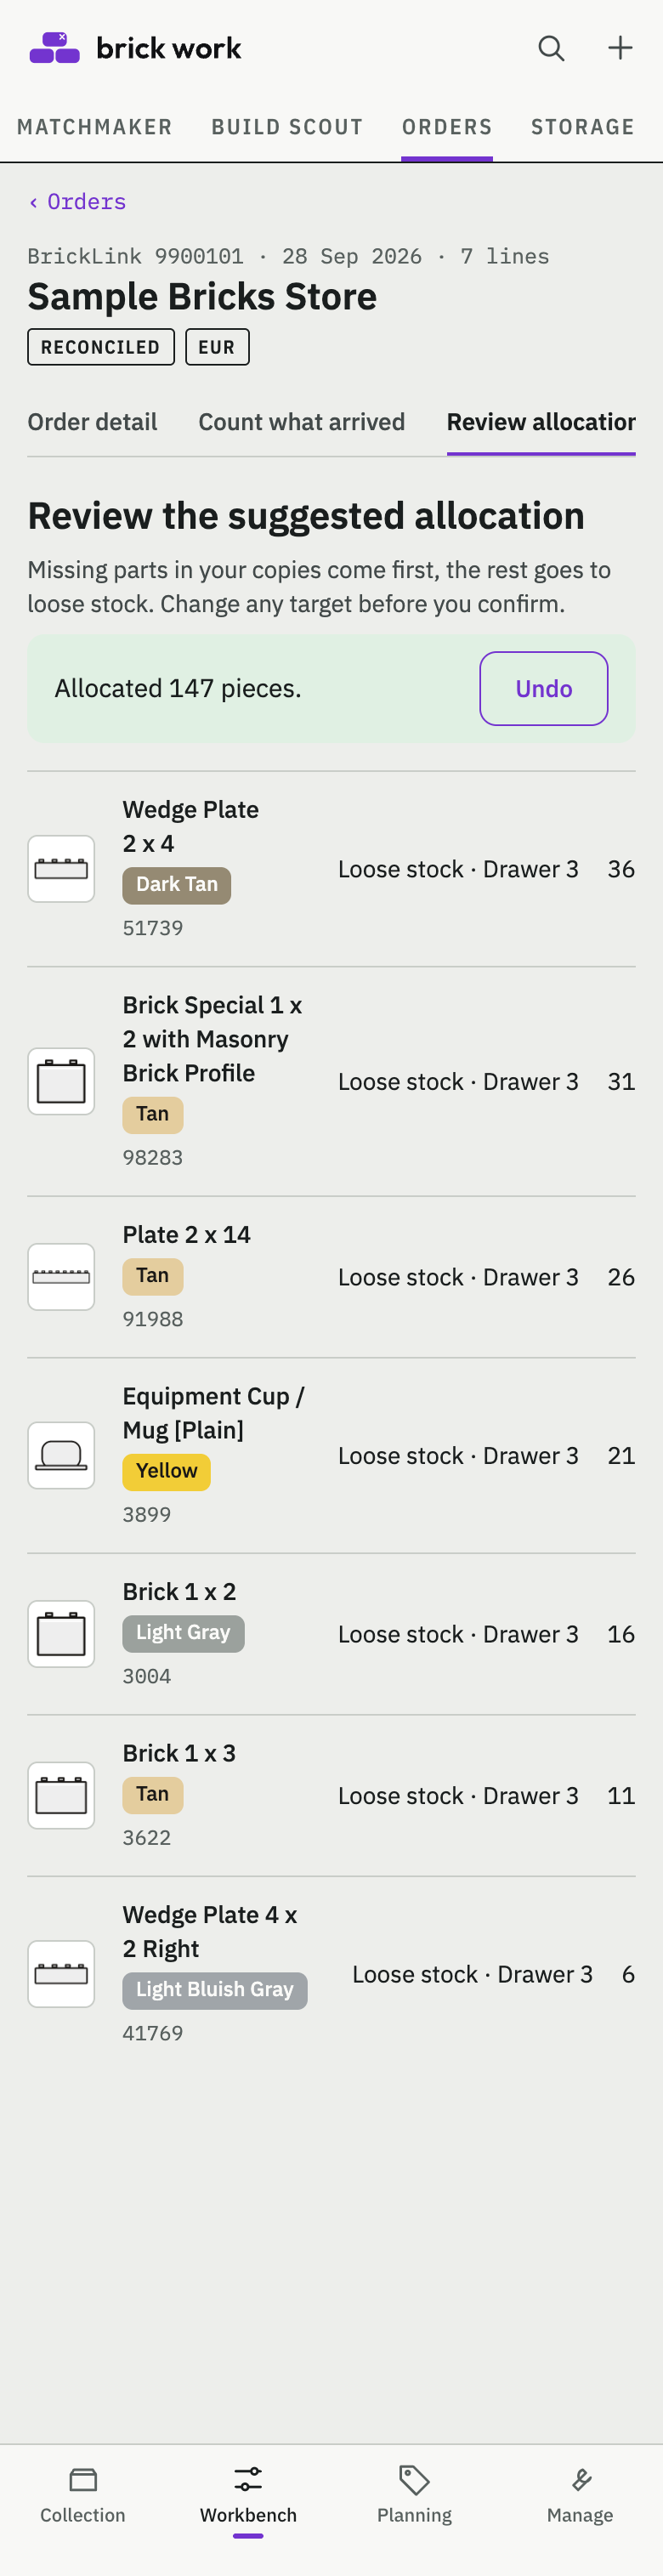 brick work
MATCHMAKER BUILD SCOUT ORDERS STORAGE
‹ Orders
BrickLink 9900101 · 28 Sep 2026 · 7 lines
Sample Bricks Store
RECONCILED EUR
Order detail Count what arrived Review allocation
Review the suggested allocation
Missing parts in your copies come first, the rest goes to
loose stock. Change any target before you confirm.
Allocated 147 pieces. Undo
Wedge Plate
2 x 4
Dark Tan
51739
Loose stock · Drawer 3 36
Brick Special 1 x
2 with Masonry
Brick Profile
Tan
98283
Loose stock · Drawer 3 31
Plate 2 x 14
Tan
91988
Loose stock · Drawer 3 26
Equipment Cup /
Mug [Plain]
Yellow
3899
Loose stock · Drawer 3 21
Brick 1 x 2
Light Gray
3004
Loose stock · Drawer 3 16
Brick 1 x 3
Tan
3622
Loose stock · Drawer 3 11
Wedge Plate 4 x
2 Right
Light Bluish Gray
41769
Loose stock · Drawer 3 6
Collection Workbench Planning Manage